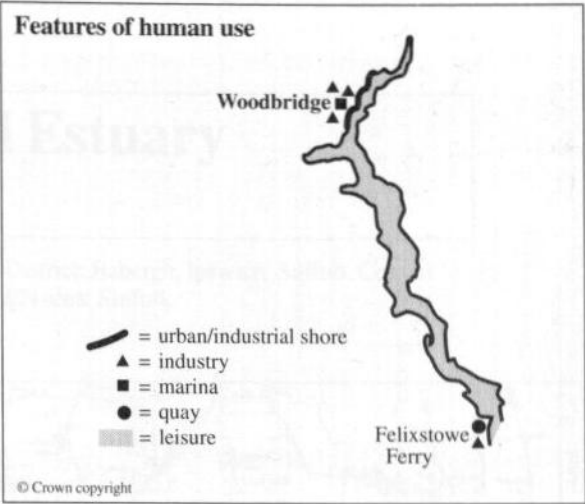 Features of human use
Woodbridge
= urban/industrial shore
= industry
= marina
= quay
= leisure
Felixstowe
Ferry
© Crown copyright